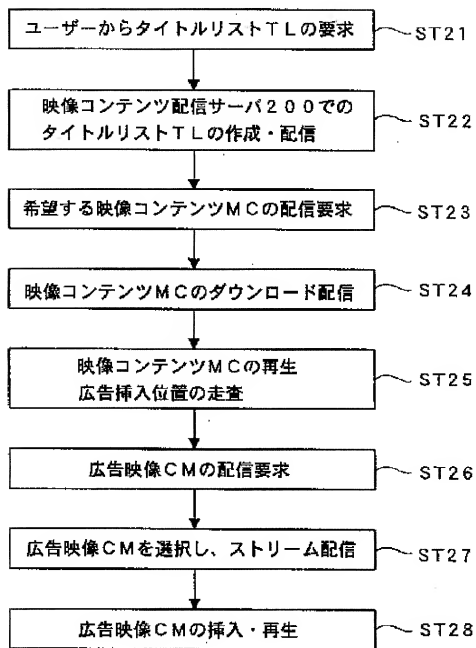 ユーザーからタイトルリストTLの要求
ST21
映像コンテンツ配信サーバ200での
タイトルリストTLの作成・配信
ST22
希望する映像コンテンツMCの配信要求
ST23
映像コンテンツMCのダウンロード配信
ST24
映像コンテンツMCの再生
広告挿入位置の走査
ST25
広告映像CMの配信要求
ST26
広告映像CMを選択し、ストリーム配信
ST27
広告映像CMの挿入・再生
ST28